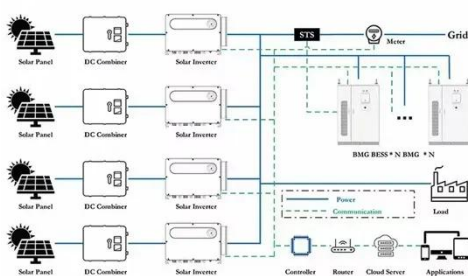 STS
Meter
Grid
Solar Panel DC Combiner Solar Inverter
Solar Panel DC Combiner Solar Inverter
BMG BESS * N BMG * N
Solar Panel DC Combiner Solar Inverter
Power
Communication
Load
Solar Panel DC Combiner Solar Inverter
Controller Router Cloud Server Applications